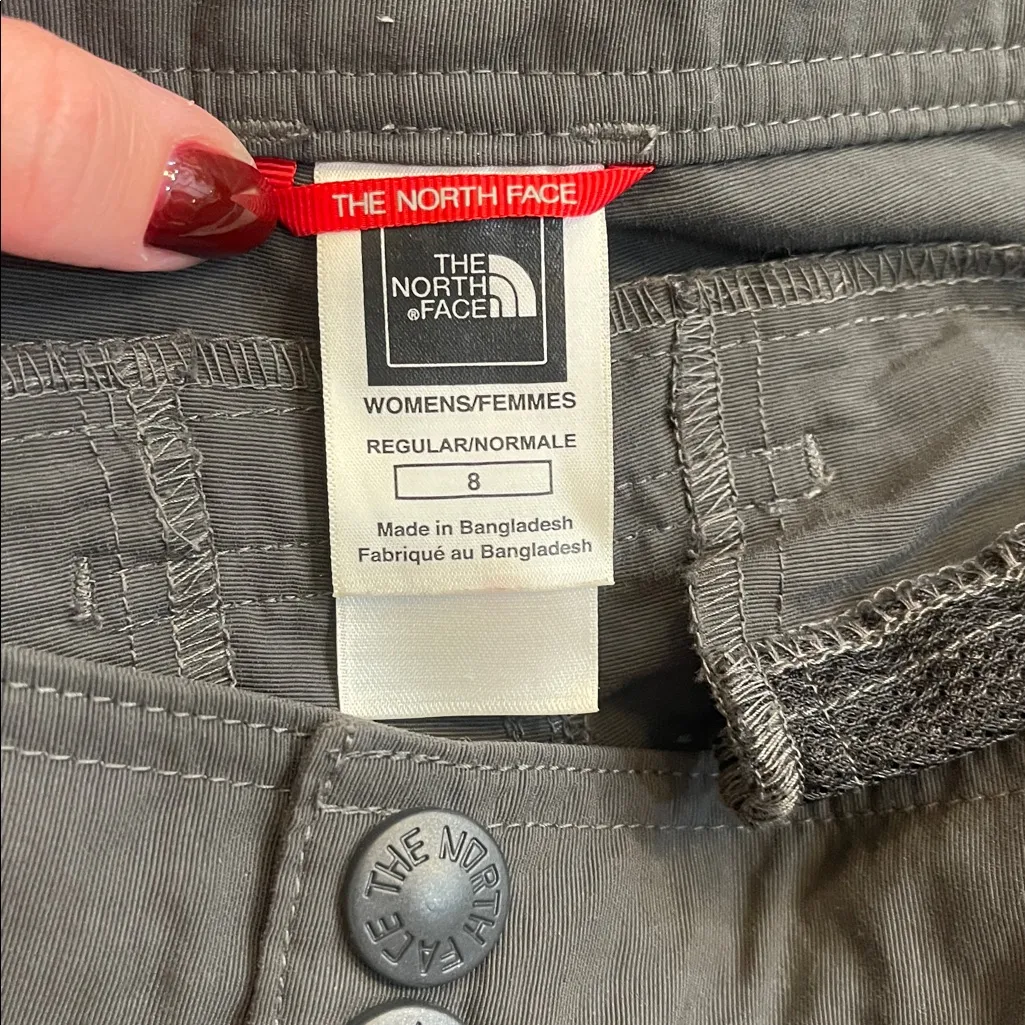 THE NORTH FACE
THE
NORTH
®FACE
WOMENS/FEMMES
REGULAR/NORMALE
8
Made in Bangladesh
Fabriqué au Bangladesh
THE NORTH FACE